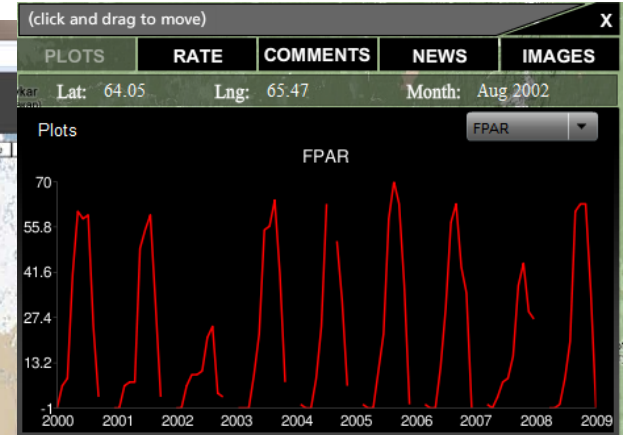 (click and drag to move) X
PLOTS RATE COMMENTS NEWS IMAGES
Lat: 64.05 Lng: 65.47 Month: Aug 2002
Plots FPAR
FPAR
70
55.8
41.6
27.4
13.2
-1
2000 2001 2002 2003 2004 2005 2006 2007 2008 2009